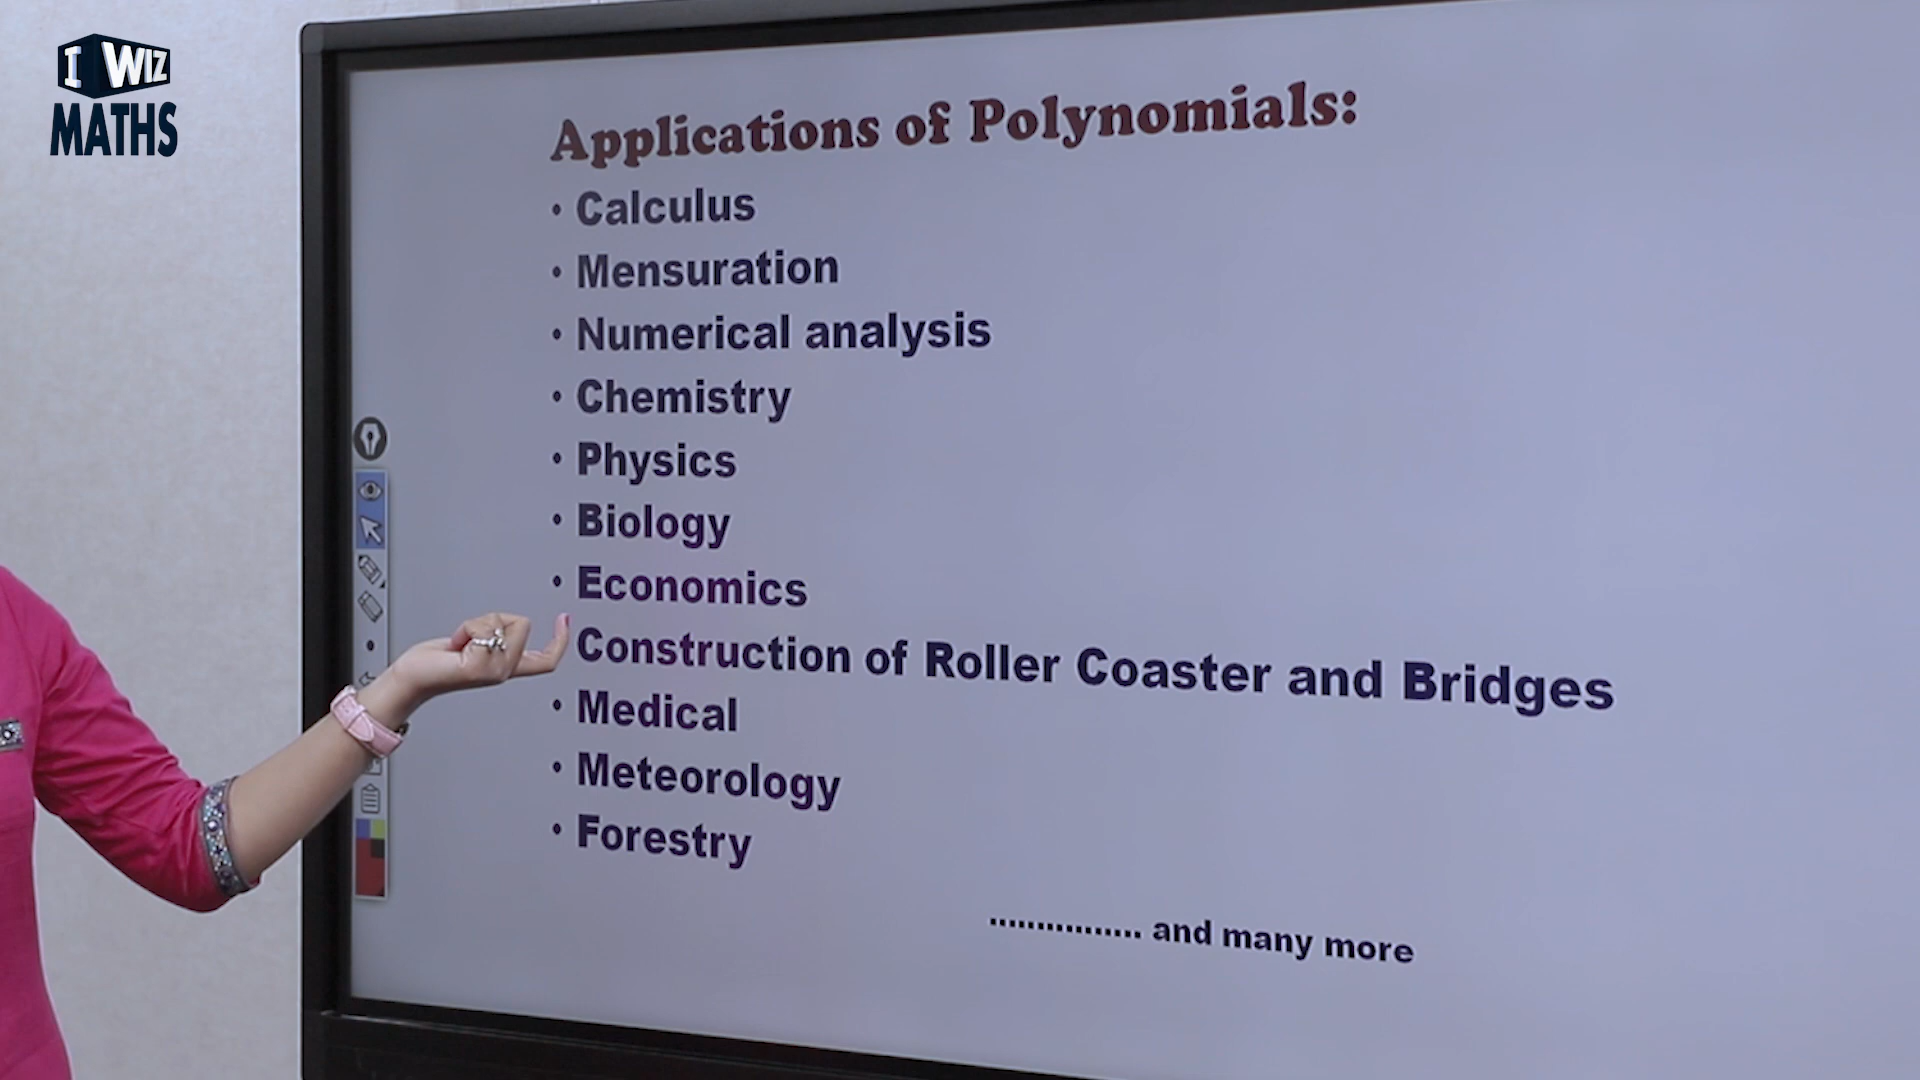 I WIZ
MATHS
Applications of Polynomials:
• Calculus
• Mensuration
• Numerical analysis
• Chemistry
• Physics
• Biology
• Economics
Construction of Roller Coaster and Bridges
• Medical
• Meteorology
• Forestry
................ and many more